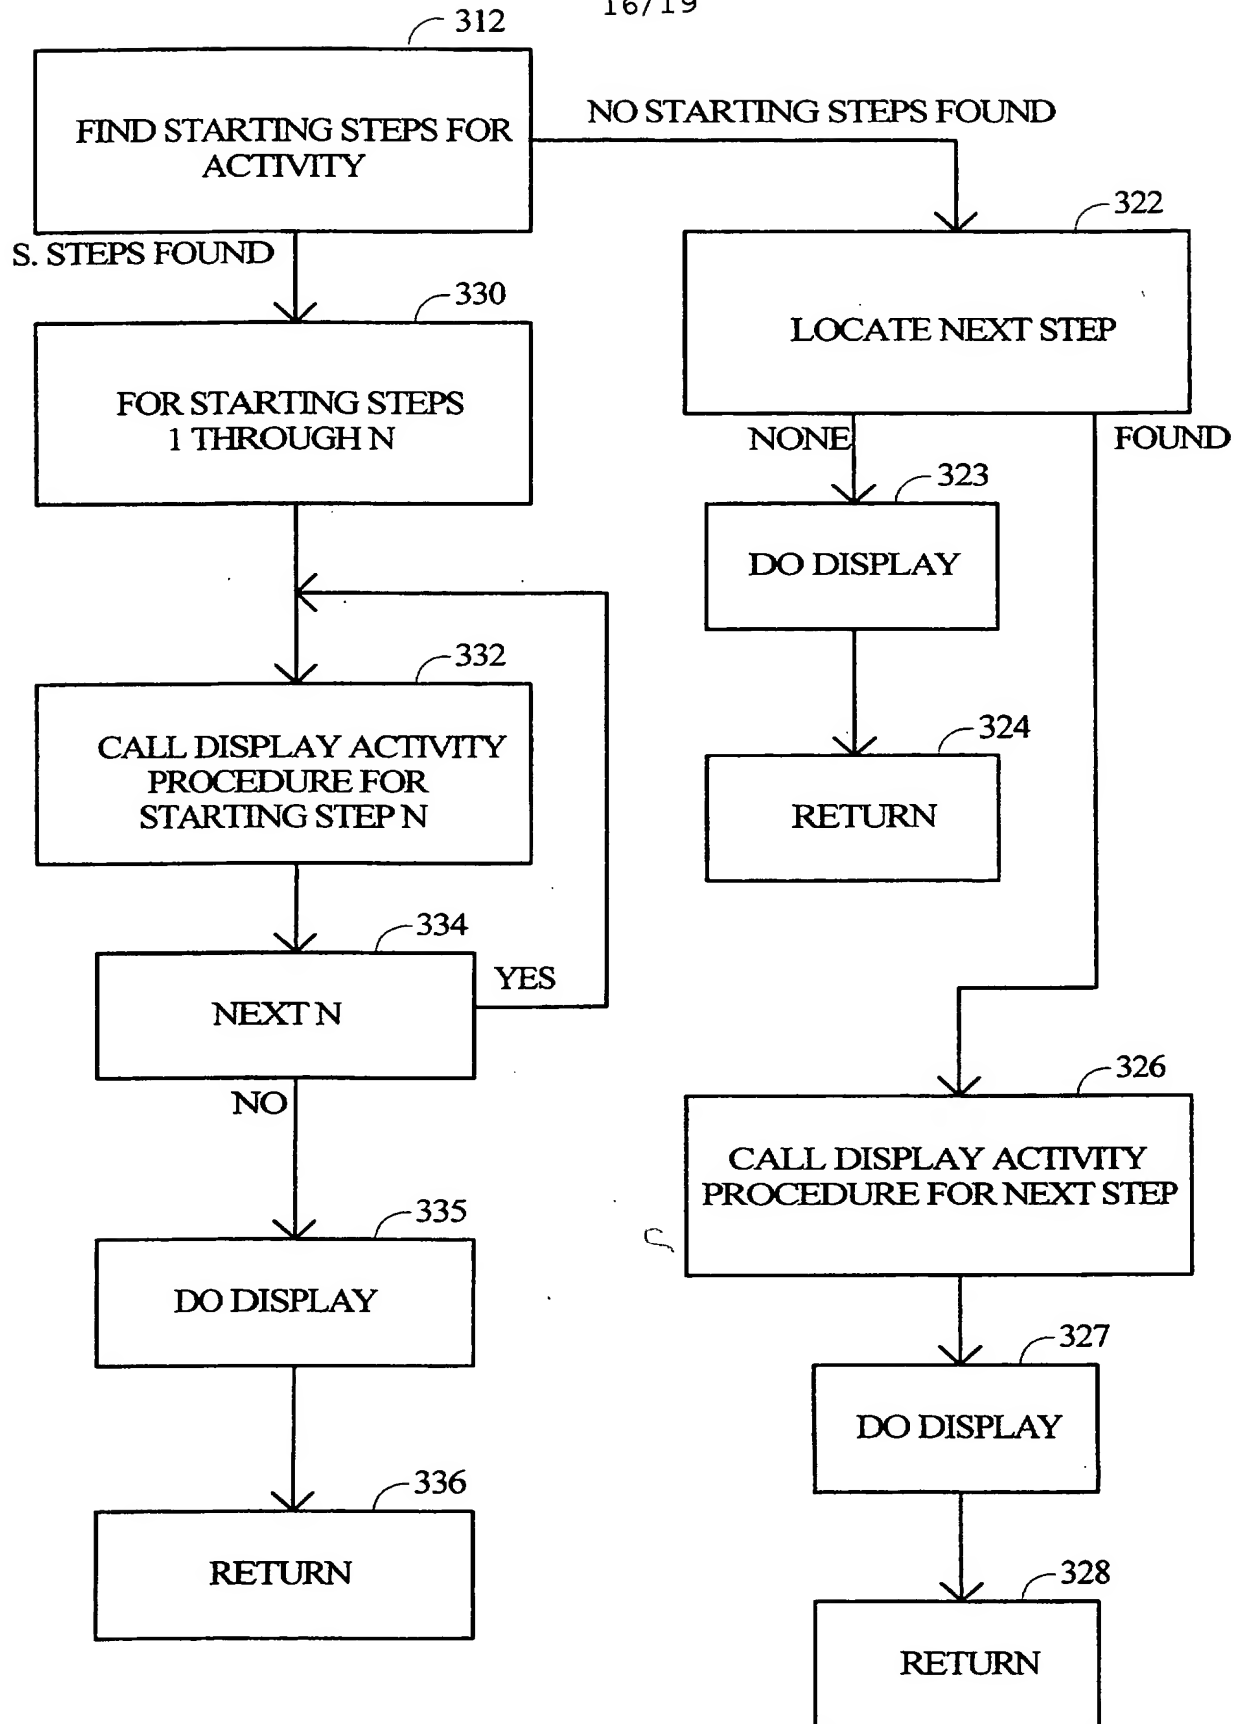 16/19
312
FIND STARTING STEPS FOR
ACTIVITY
NO STARTING STEPS FOUND
S. STEPS FOUND
322
LOCATE NEXT STEP
330
FOR STARTING STEPS
1 THROUGH N
NONE
FOUND
323
DO DISPLAY
324
RETURN
332
CALL DISPLAY ACTIVITY
PROCEDURE FOR
STARTING STEP N
334
NEXT N
YES
NO
326
CALL DISPLAY ACTIVITY
PROCEDURE FOR NEXT STEP
335
DO DISPLAY
327
DO DISPLAY
336
RETURN
328
RETURN